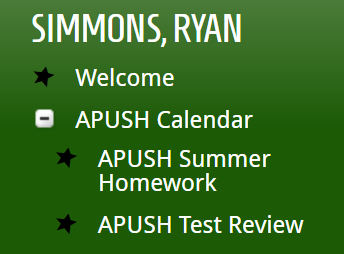 SIMMONS, RYAN
Welcome
APUSH Calendar
APUSH Summer
Homework
APUSH Test Review